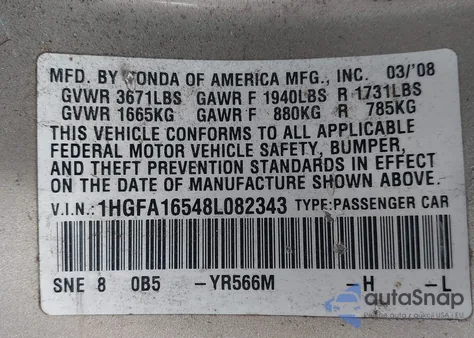 MFD. BY HONDA OF AMERICA MFG., INC. 03/'08
GVWR 3671LBS GAWR F 1940LBS R 1731LBS
GVWR 1665KG GAWR F 880KG R 785KG
THIS VEHICLE CONFORMS TO ALL APPLICABLE
FEDERAL MOTOR VEHICLE SAFETY, BUMPER,
AND THEFT PREVENTION STANDARDS IN EFFECT
ON THE DATE OF MANUFACTURE SHOWN ABOVE.
V.I.N.: 1HGFA16548L082343 TYPE:PASSENGER CAR
SNE 8 0B5 -YR566M -H -L
autoSnap